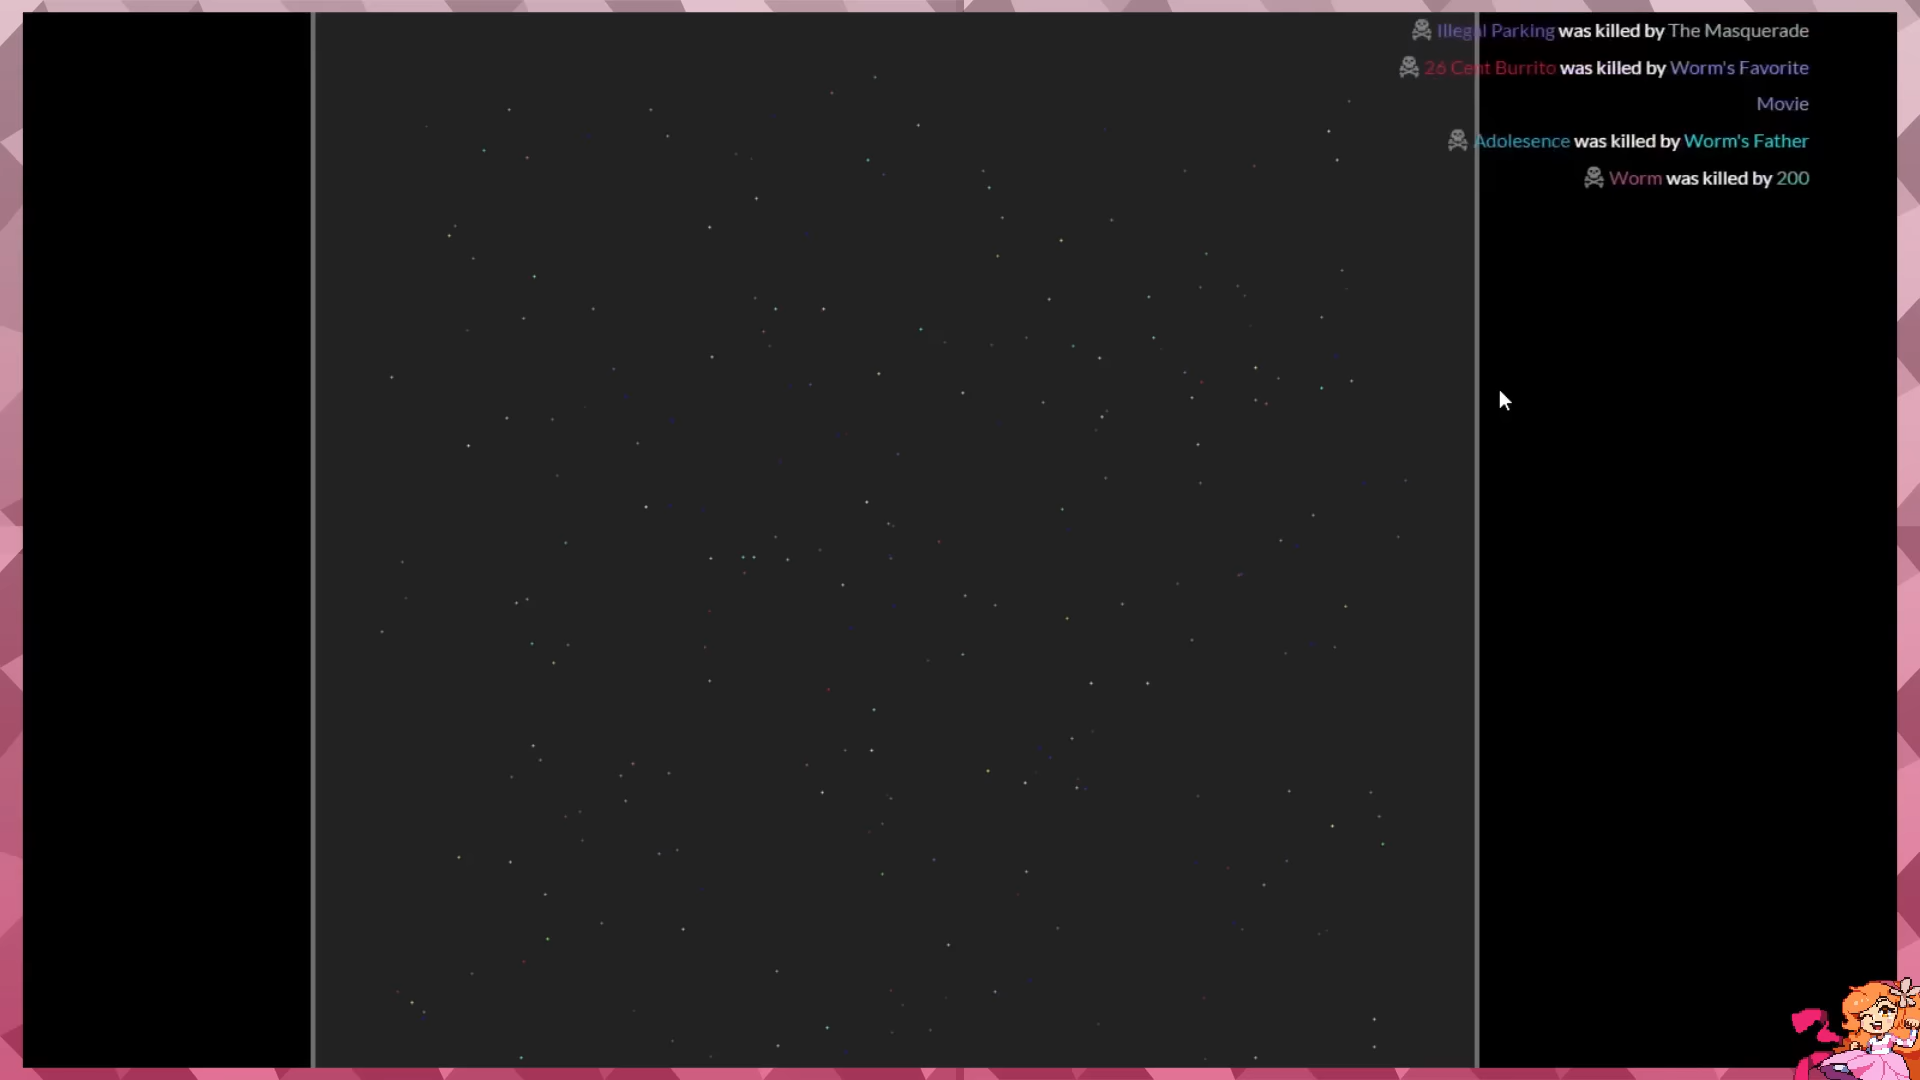 Illegal Parking was killed by The Masquerade
26 Cent Burrito was killed by Worm's Favorite
Movie
Adolesence was killed by Worm's Father
Worm was killed by 200